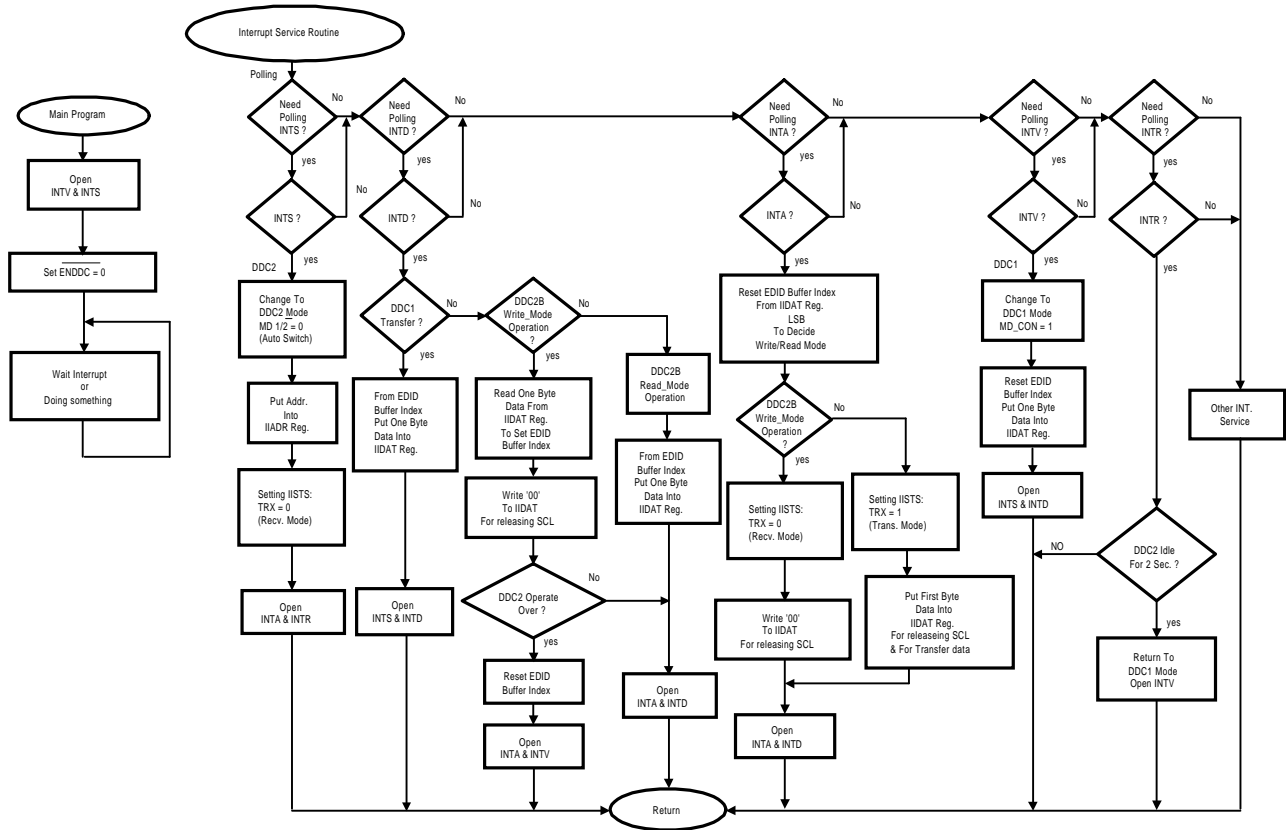 Interrupt Service Routine
Polling
Need
Polling
INTS ?
No
yes
INTS ?
No
yes
Need
Polling
INTD ?
No
yes
INTD ?
No
yes
Need
Polling
INTA ?
No
yes
INTA ?
No
yes
Need
Polling
INTV ?
No
yes
INTV ?
No
yes
Need
Polling
INTR ?
No
yes
INTR ?
No
yes
Main Program
Open
INTV & INTS
Set ENDDC = 0
Wait Interrupt
or
Doing something
DDC2
Change To
DDC2 Mode
MD 1/2 = 0
(Auto Switch)
Put Addr.
Into
IIADR Reg.
Setting IISTS:
TRX = 0
(Recv. Mode)
Open
INTA & INTR
DDC1
Transfer ?
No
yes
From EDID
Buffer Index
Put One Byte
Data Into
IIDAT Reg.
Open
INTS & INTD
DDC2B
Write_Mode
Operation
?
No
yes
Read One Byte
Data From
IIDAT Reg.
To Set EDID
Buffer Index
Write '00'
To IIDAT
For releasing SCL
DDC2 Operate
Over ?
No
yes
Reset EDID
Buffer Index
Open
INTA & INTV
DDC2B
Read_Mode
Operation
From EDID
Buffer Index
Put One Byte
Data Into
IIDAT Reg.
Open
INTA & INTD
Reset EDID Buffer Index
From IIDAT Reg.
LSB
To Decide
Write/Read Mode
DDC2B
Write_Mode
Operation
?
No
yes
Setting IISTS:
TRX = 0
(Recv. Mode)
Write '00'
To IIDAT
For releasing SCL
Setting IISTS:
TRX = 1
(Trans. Mode)
Put First Byte
Data Into
IIDAT Reg.
For releaseing SCL
& For Transfer data
Open
INTA & INTD
DDC1
Change To
DDC1 Mode
MD_CON = 1
Reset EDID
Buffer Index
Put One Byte
Data Into
IIDAT Reg.
Open
INTS & INTD
Other INT.
Service
DDC2 Idle
For 2 Sec. ?
NO
yes
Return To
DDC1 Mode
Open INTV
Return